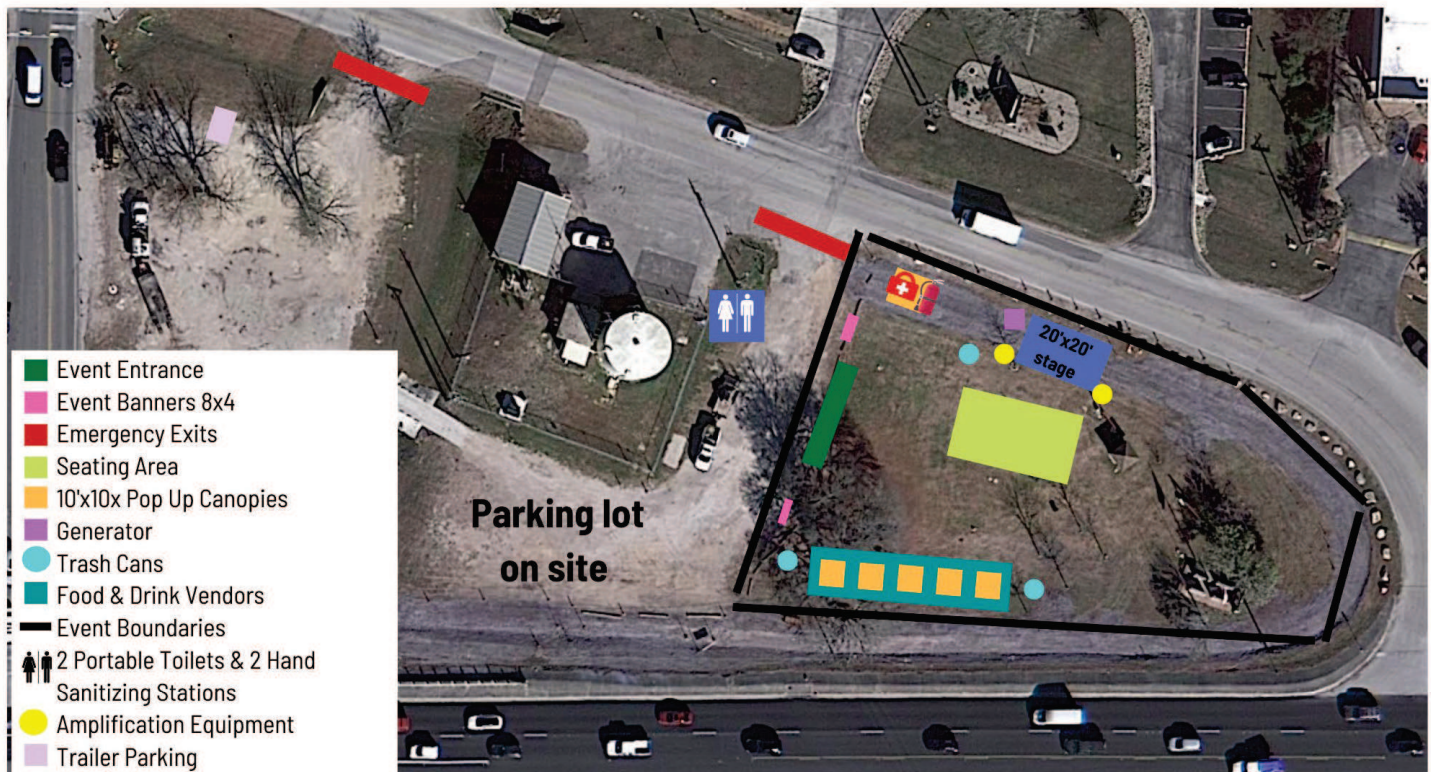 20'x20'
stage
Parking lot
on site
Event Entrance
Event Banners 8x4
Emergency Exits
Seating Area
10'x10x Pop Up Canopies
Generator
Trash Cans
Food & Drink Vendors
Event Boundaries
2 Portable Toilets & 2 Hand
Sanitizing Stations
Amplification Equipment
Trailer Parking